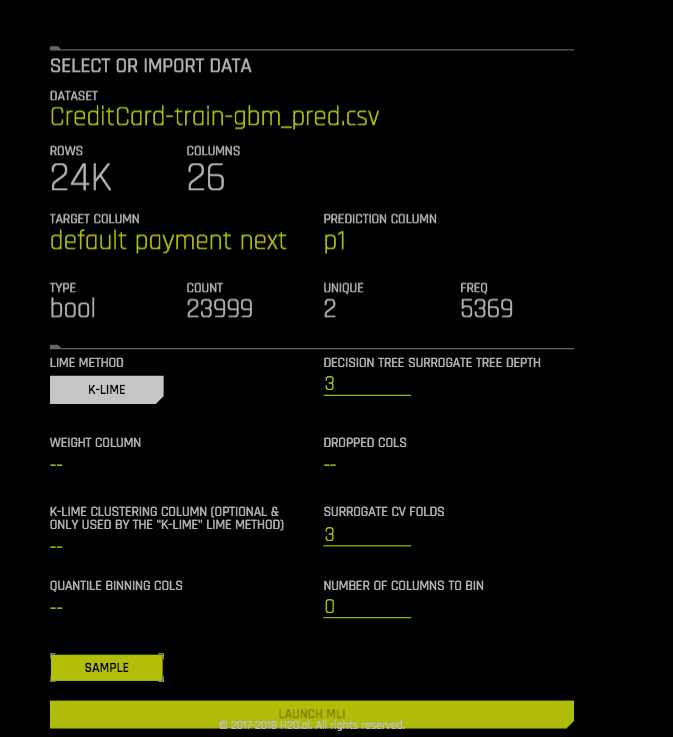 SELECT OR IMPORT DATA
DATASET
CreditCard-train-gbm_pred.csv
ROWS COLUMNS
24K 26
TARGET COLUMN PREDICTION COLUMN
default payment next p1
TYPE COUNT UNIQUE FREQ
bool 23999 2 5369
LIME METHOD DECISION TREE SURROGATE TREE DEPTH
K-LIME 3
WEIGHT COLUMN DROPPED COLS
-- --
K-LIME CLUSTERING COLUMN (OPTIONAL & SURROGATE CV FOLDS
ONLY USED BY THE "K-LIME" LIME METHOD)
-- 3
QUANTILE BINNING COLS NUMBER OF COLUMNS TO BIN
-- 0
SAMPLE
LAUNCH MLI
© 2017-2018 H2O.ai. All rights reserved.